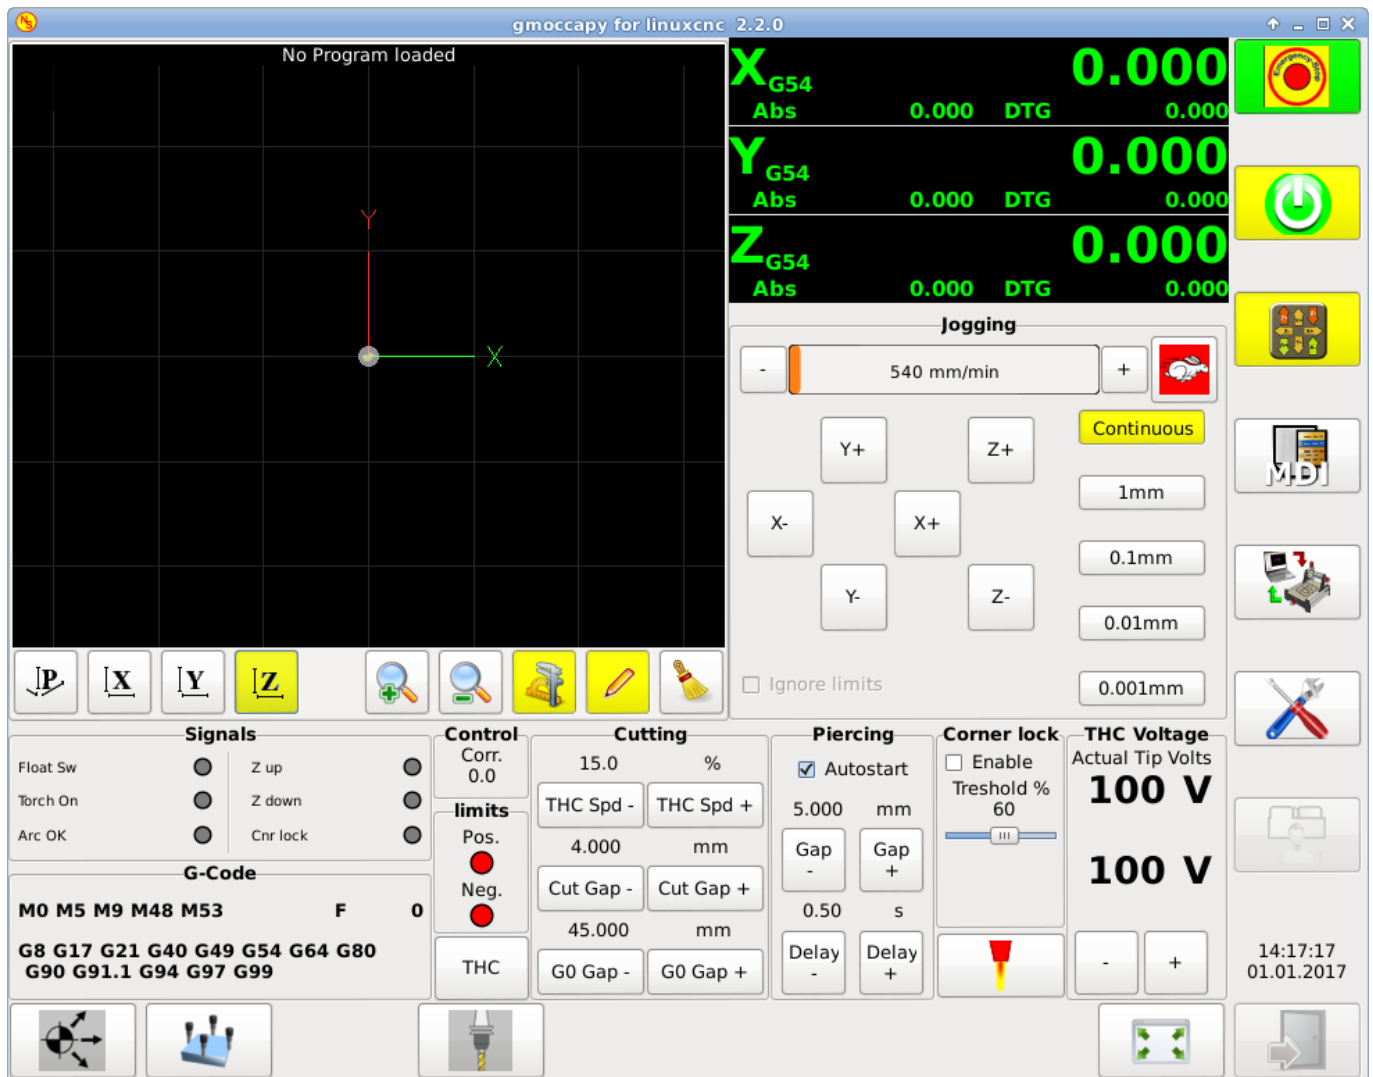 gmoccapy for linuxcnc 2.2.0
No Program loaded
Y
X
X G54 0.000
Abs 0.000 DTG 0.000
Y G54 0.000
Abs 0.000 DTG 0.000
Z G54 0.000
Abs 0.000 DTG 0.000
Emergency-Stop
Jogging
- 540 mm/min +
Continuous
Y+ Z+
1mm
X- X+
0.1mm
Y- Z-
0.01mm
Ignore limits
0.001mm
MDI
P X Y Z
Signals
Float Sw Z up
Torch On Z down
Arc OK Cnr lock
G-Code
M0 M5 M9 M48 M53 F 0
G8 G17 G21 G40 G49 G54 G64 G80
G90 G91.1 G94 G97 G99
Control
Corr.
0.0
limits
Pos.
Neg.
THC
Cutting
15.0 %
THC Spd - THC Spd +
4.000 mm
Cut Gap - Cut Gap +
45.000 mm
G0 Gap - G0 Gap +
Piercing
Autostart
5.000 mm
Gap - Gap +
0.50 s
Delay - Delay +
Corner lock
Enable
Treshold %
60
THC Voltage
Actual Tip Volts
100 V
100 V
- +
14:17:17
01.01.2017